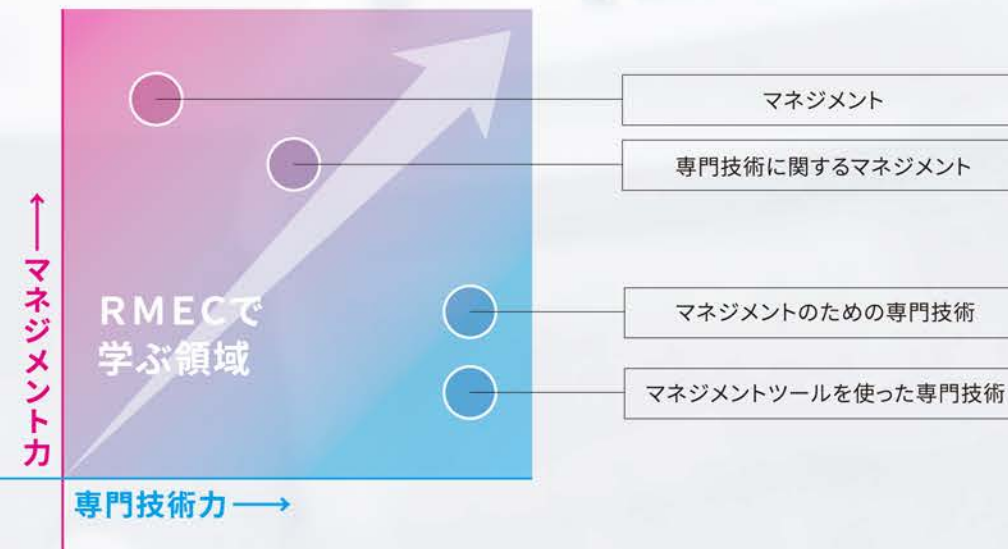 マネジメント
専門技術に関するマネジメント
←マネジメント力
RMECで
学ぶ領域
マネジメントのための専門技術
マネジメントツールを使った専門技術
専門技術力→